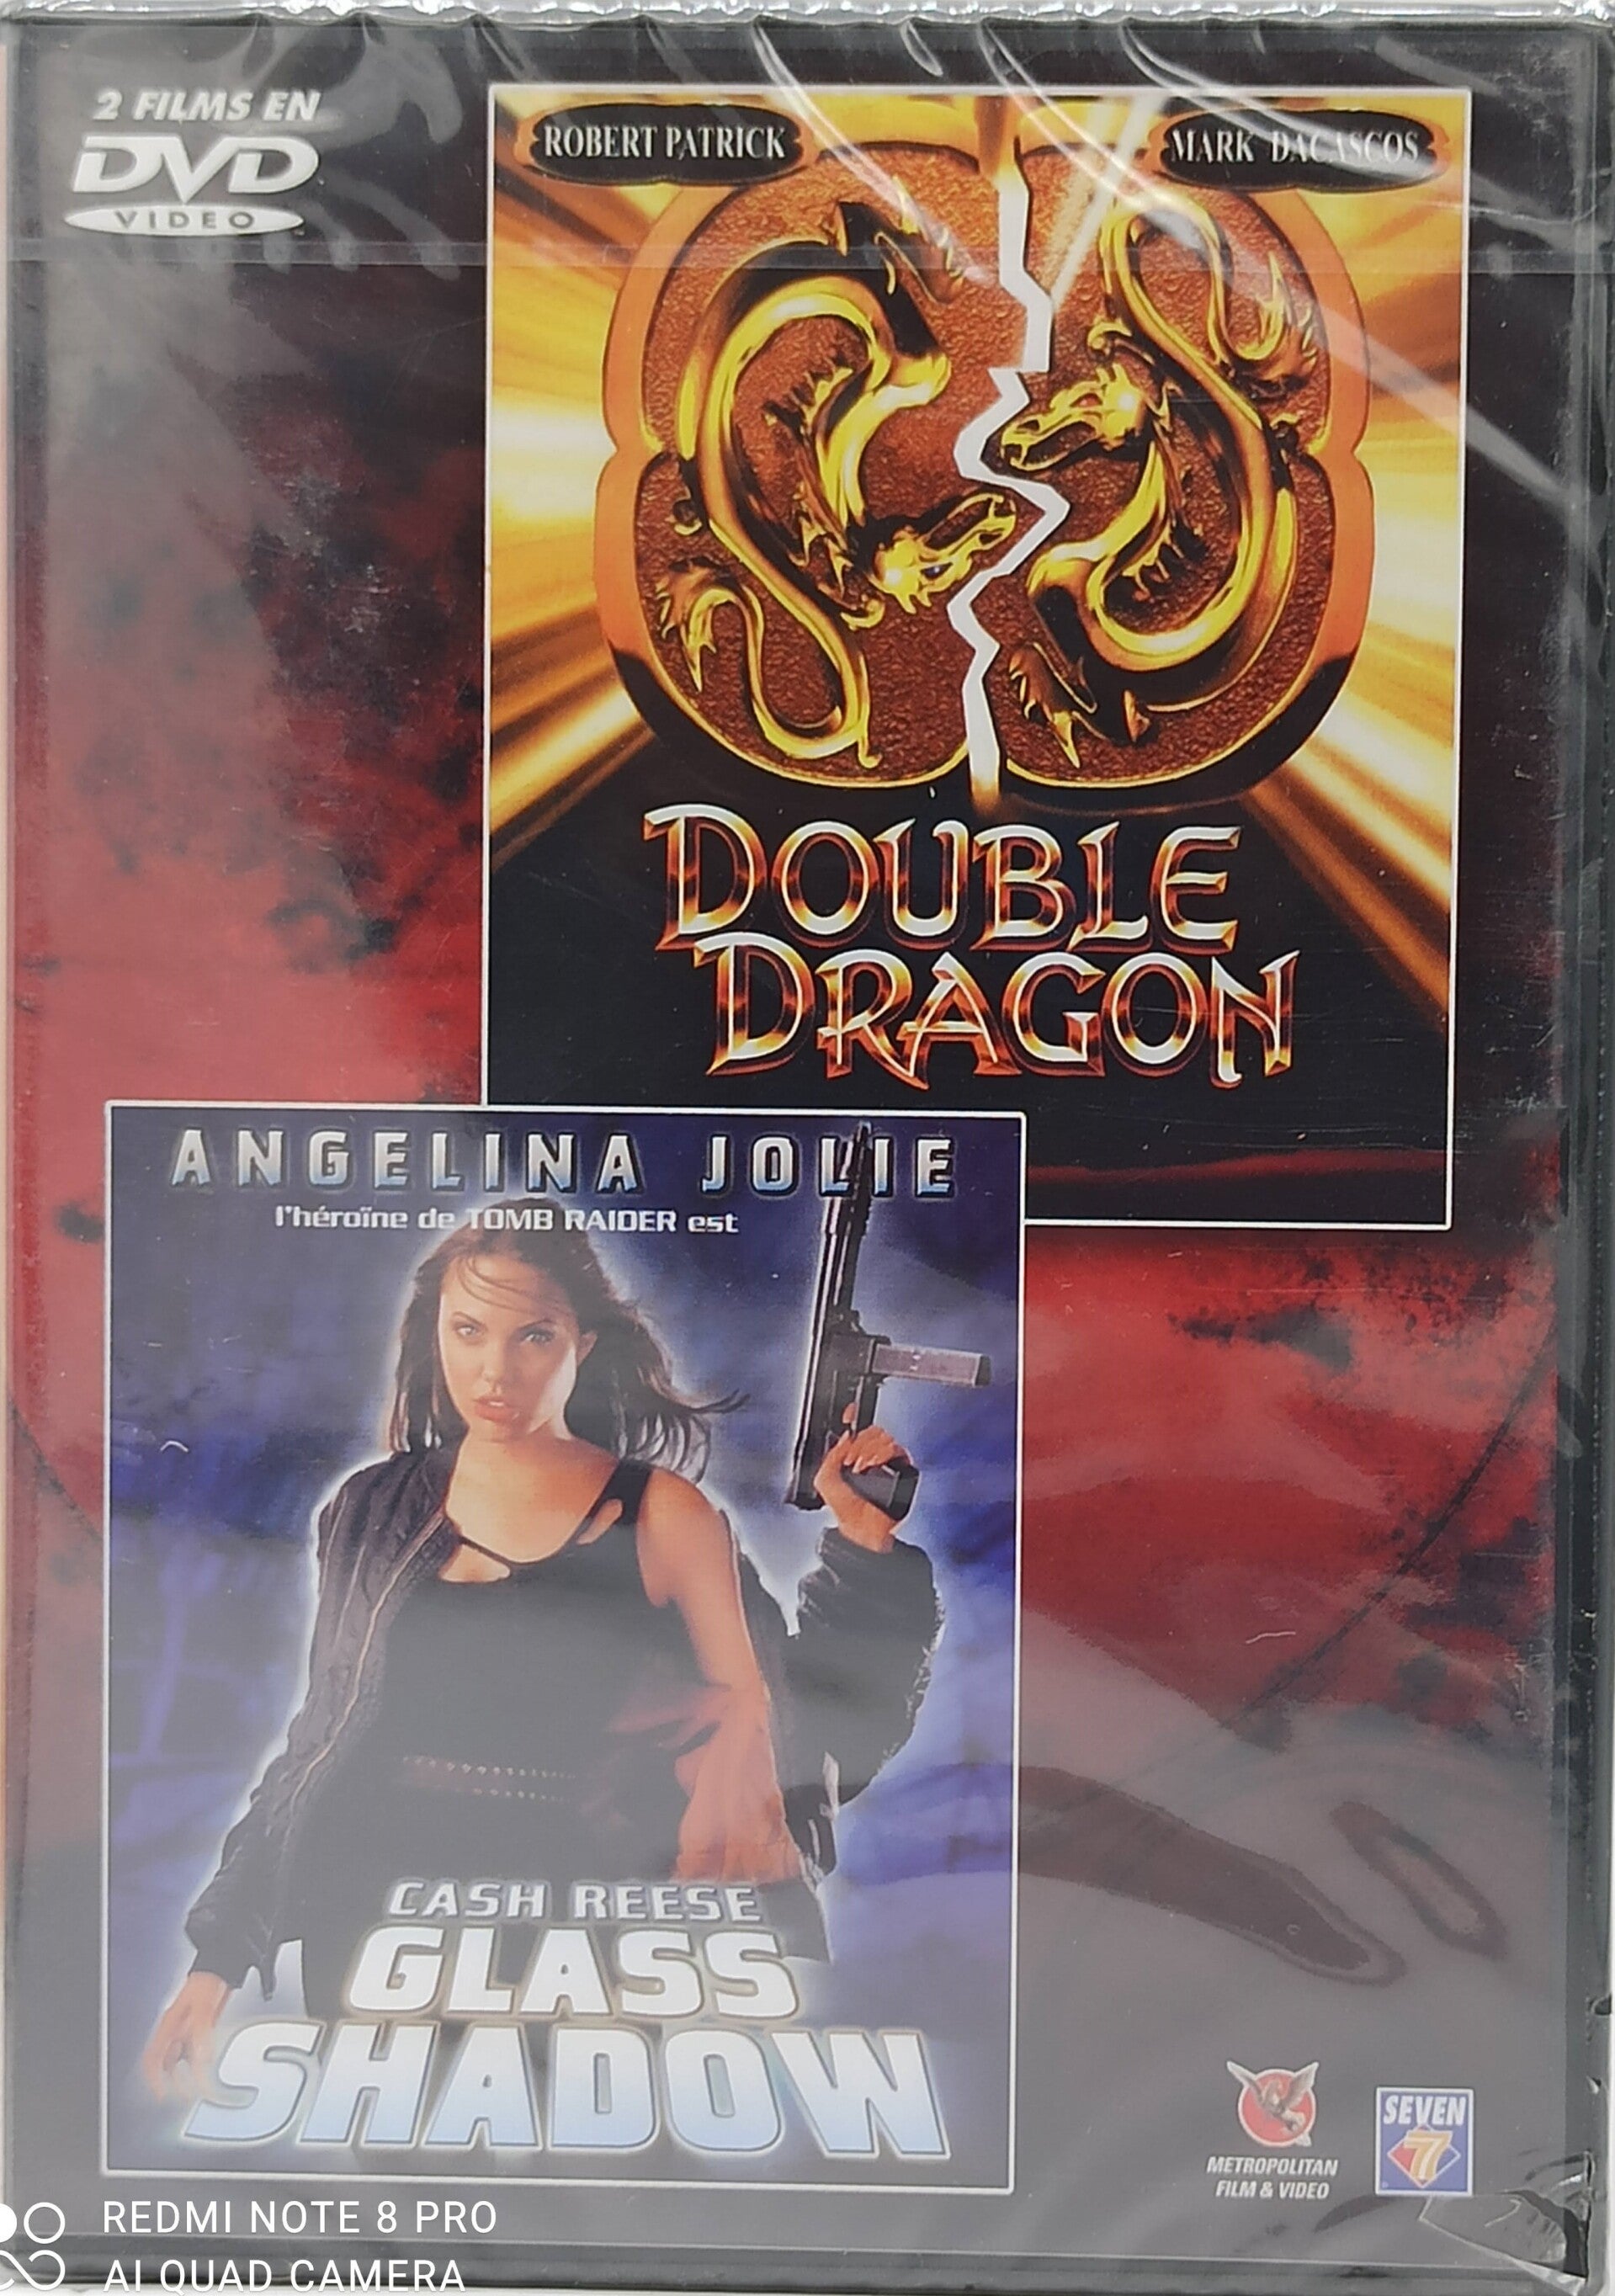 2 FILMS EN
DVD
VIDEO
ROBERT PATRICK
MARK DACASCOS
DOUBLE
DRAGON
ANGELINA JOLIE
l'héroïne de TOMB RAIDER est
CASH REESE
GLASS
SHADOW
METROPOLITAN
FILM & VIDEO
SEVEN
7
REDMI NOTE 8 PRO
AI QUAD CAMERA